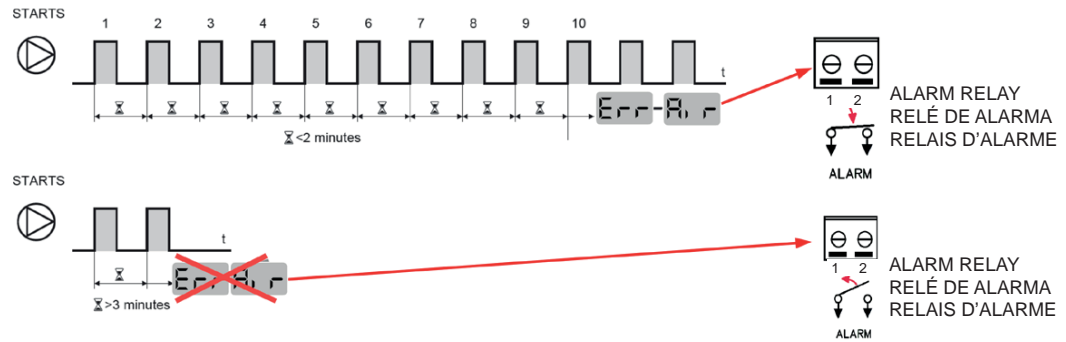 STARTS
1 2 3 4 5 6 7 8 9 10
t
Err-Air
<2 minutes
1 2
ALARM RELAY
RELÉ DE ALARMA
RELAIS D'ALARME
ALARM
STARTS
t
Err Air
>3 minutes
1 2
ALARM RELAY
RELÉ DE ALARMA
RELAIS D'ALARME
ALARM